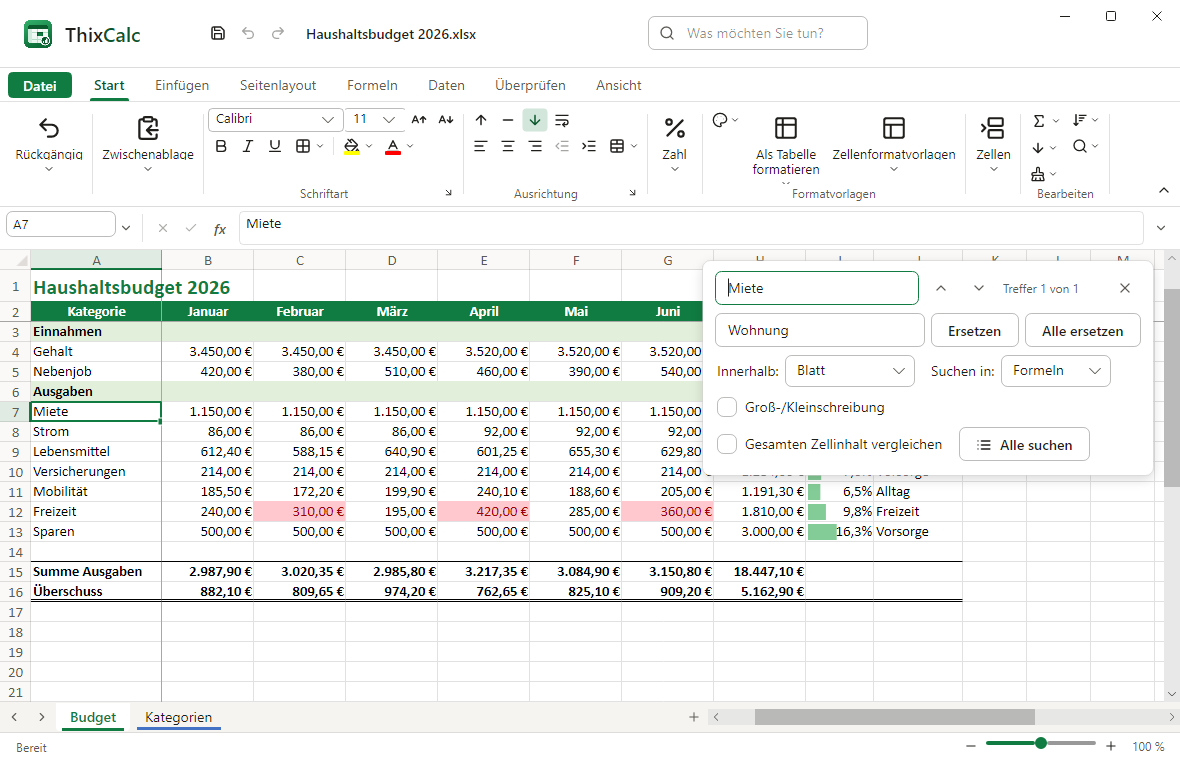 ThixCalc
Haushaltsbudget 2026.xlsx
Was möchten Sie tun?
Datei Start Einfügen Seitenlayout Formeln Daten Überprüfen Ansicht
Calibri 11
Rückgängig Zwischenablage Zahl Als Tabelle formatieren Zellenformatvorlagen Zellen
Schriftart Ausrichtung Formatvorlagen Bearbeiten
A7 fx Miete
A B C D E F G
1 Haushaltsbudget 2026
2 Kategorie Januar Februar März April Mai Juni
3 Einnahmen
4 Gehalt 3.450,00 € 3.450,00 € 3.450,00 € 3.520,00 € 3.520,00 € 3.520,00
5 Nebenjob 420,00 € 380,00 € 510,00 € 460,00 € 390,00 € 540,00
6 Ausgaben
7 Miete 1.150,00 € 1.150,00 € 1.150,00 € 1.150,00 € 1.150,00 € 1.150,00
8 Strom 86,00 € 86,00 € 86,00 € 92,00 € 92,00 € 92,00
9 Lebensmittel 612,40 € 588,15 € 640,90 € 601,25 € 655,30 € 629,80
10 Versicherungen 214,00 € 214,00 € 214,00 € 214,00 € 214,00 € 214,00
11 Mobilität 185,50 € 172,20 € 199,90 € 240,10 € 188,60 € 205,00 € 1.191,30 € 6,5% Alltag
12 Freizeit 240,00 € 310,00 € 195,00 € 420,00 € 285,00 € 360,00 € 1.810,00 € 9,8% Freizeit
13 Sparen 500,00 € 500,00 € 500,00 € 500,00 € 500,00 € 500,00 € 3.000,00 € 16,3% Vorsorge
14
15 Summe Ausgaben 2.987,90 € 3.020,35 € 2.985,80 € 3.217,35 € 3.084,90 € 3.150,80 € 18.447,10 €
16 Überschuss 882,10 € 809,65 € 974,20 € 762,65 € 825,10 € 909,20 € 5.162,90 €
17
18
19
20
21
Miete Treffer 1 von 1
Wohnung Ersetzen Alle ersetzen
Innerhalb: Blatt Suchen in: Formeln
Groß-/Kleinschreibung
Gesamten Zellinhalt vergleichen Alle suchen
Budget Kategorien
Bereit 100 %